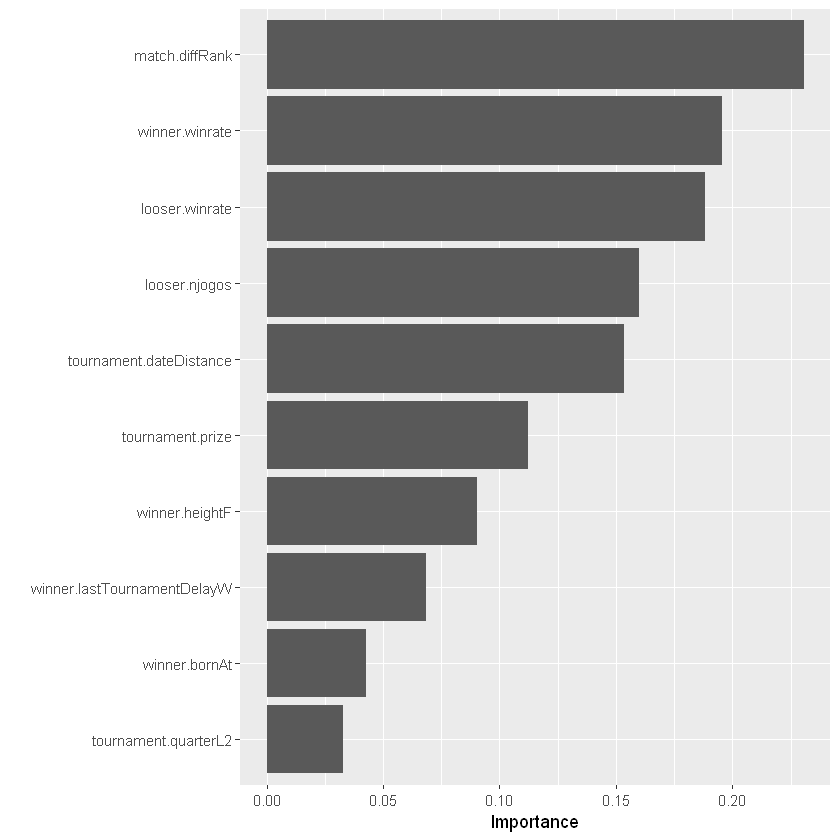 match.diffRank
winner.winrate
looser.winrate
looser.njogos
tournament.dateDistance
tournament.prize
winner.heightF
winner.lastTournamentDelayW
winner.bornAt
tournament.quarterL2
0.00 0.05 0.10 0.15 0.20
Importance